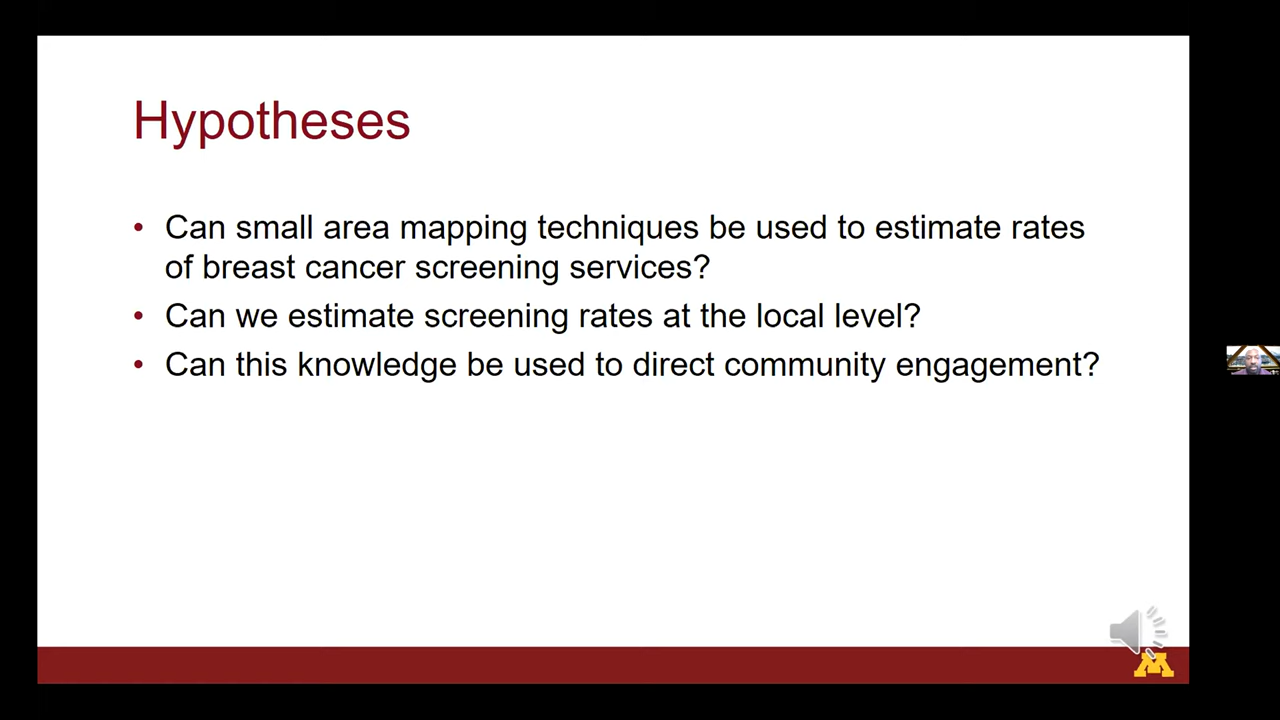 Hypotheses
• Can small area mapping techniques be used to estimate rates
of breast cancer screening services?
• Can we estimate screening rates at the local level?
• Can this knowledge be used to direct community engagement?
M